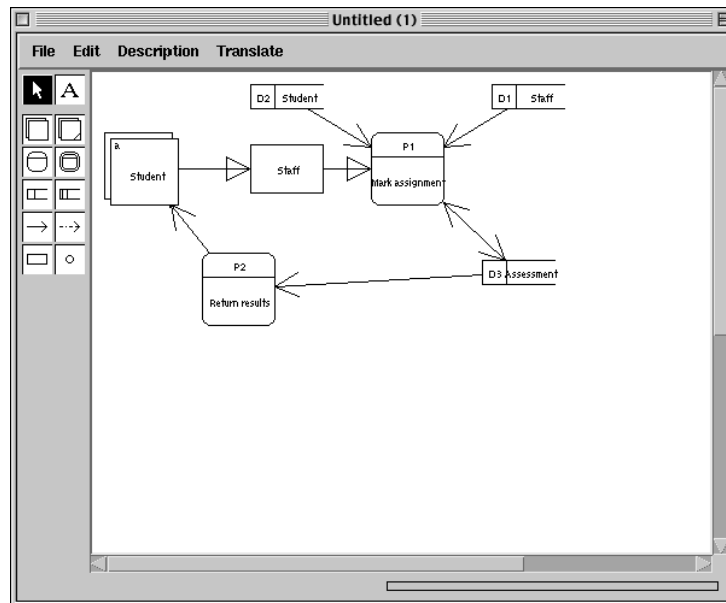 Untitled (1)
File Edit Description Translate
A
D2 Student
D1 Staff
P1
Mark assignment
a
Student
Staff
P2
Return results
D3 Assessment